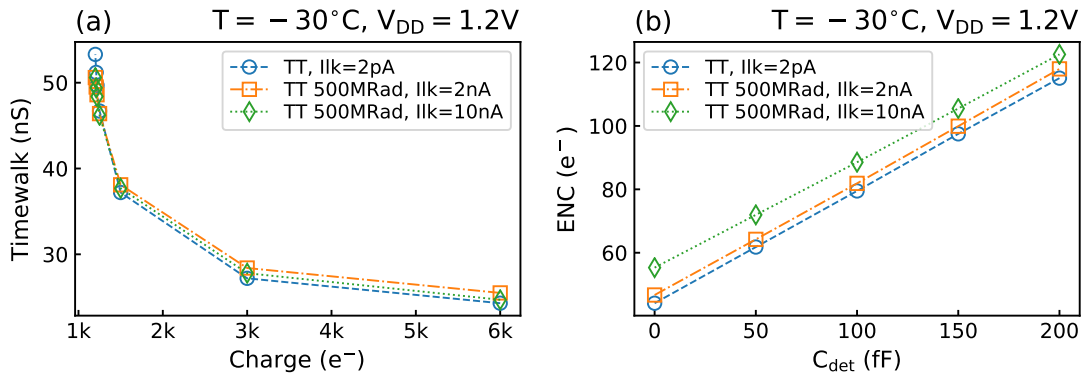 (a)
T = −30°C, V_DD = 1.2V
TT, Ilk=2pA
TT 500MRad, Ilk=2nA
TT 500MRad, Ilk=10nA
50
40
30
Timewalk (nS)
1k
2k
3k
4k
5k
6k
Charge (e⁻)
(b)
T = −30°C, V_DD = 1.2V
TT, Ilk=2pA
TT 500MRad, Ilk=2nA
TT 500MRad, Ilk=10nA
120
100
80
60
ENC (e⁻)
0
50
100
150
200
C_det (fF)